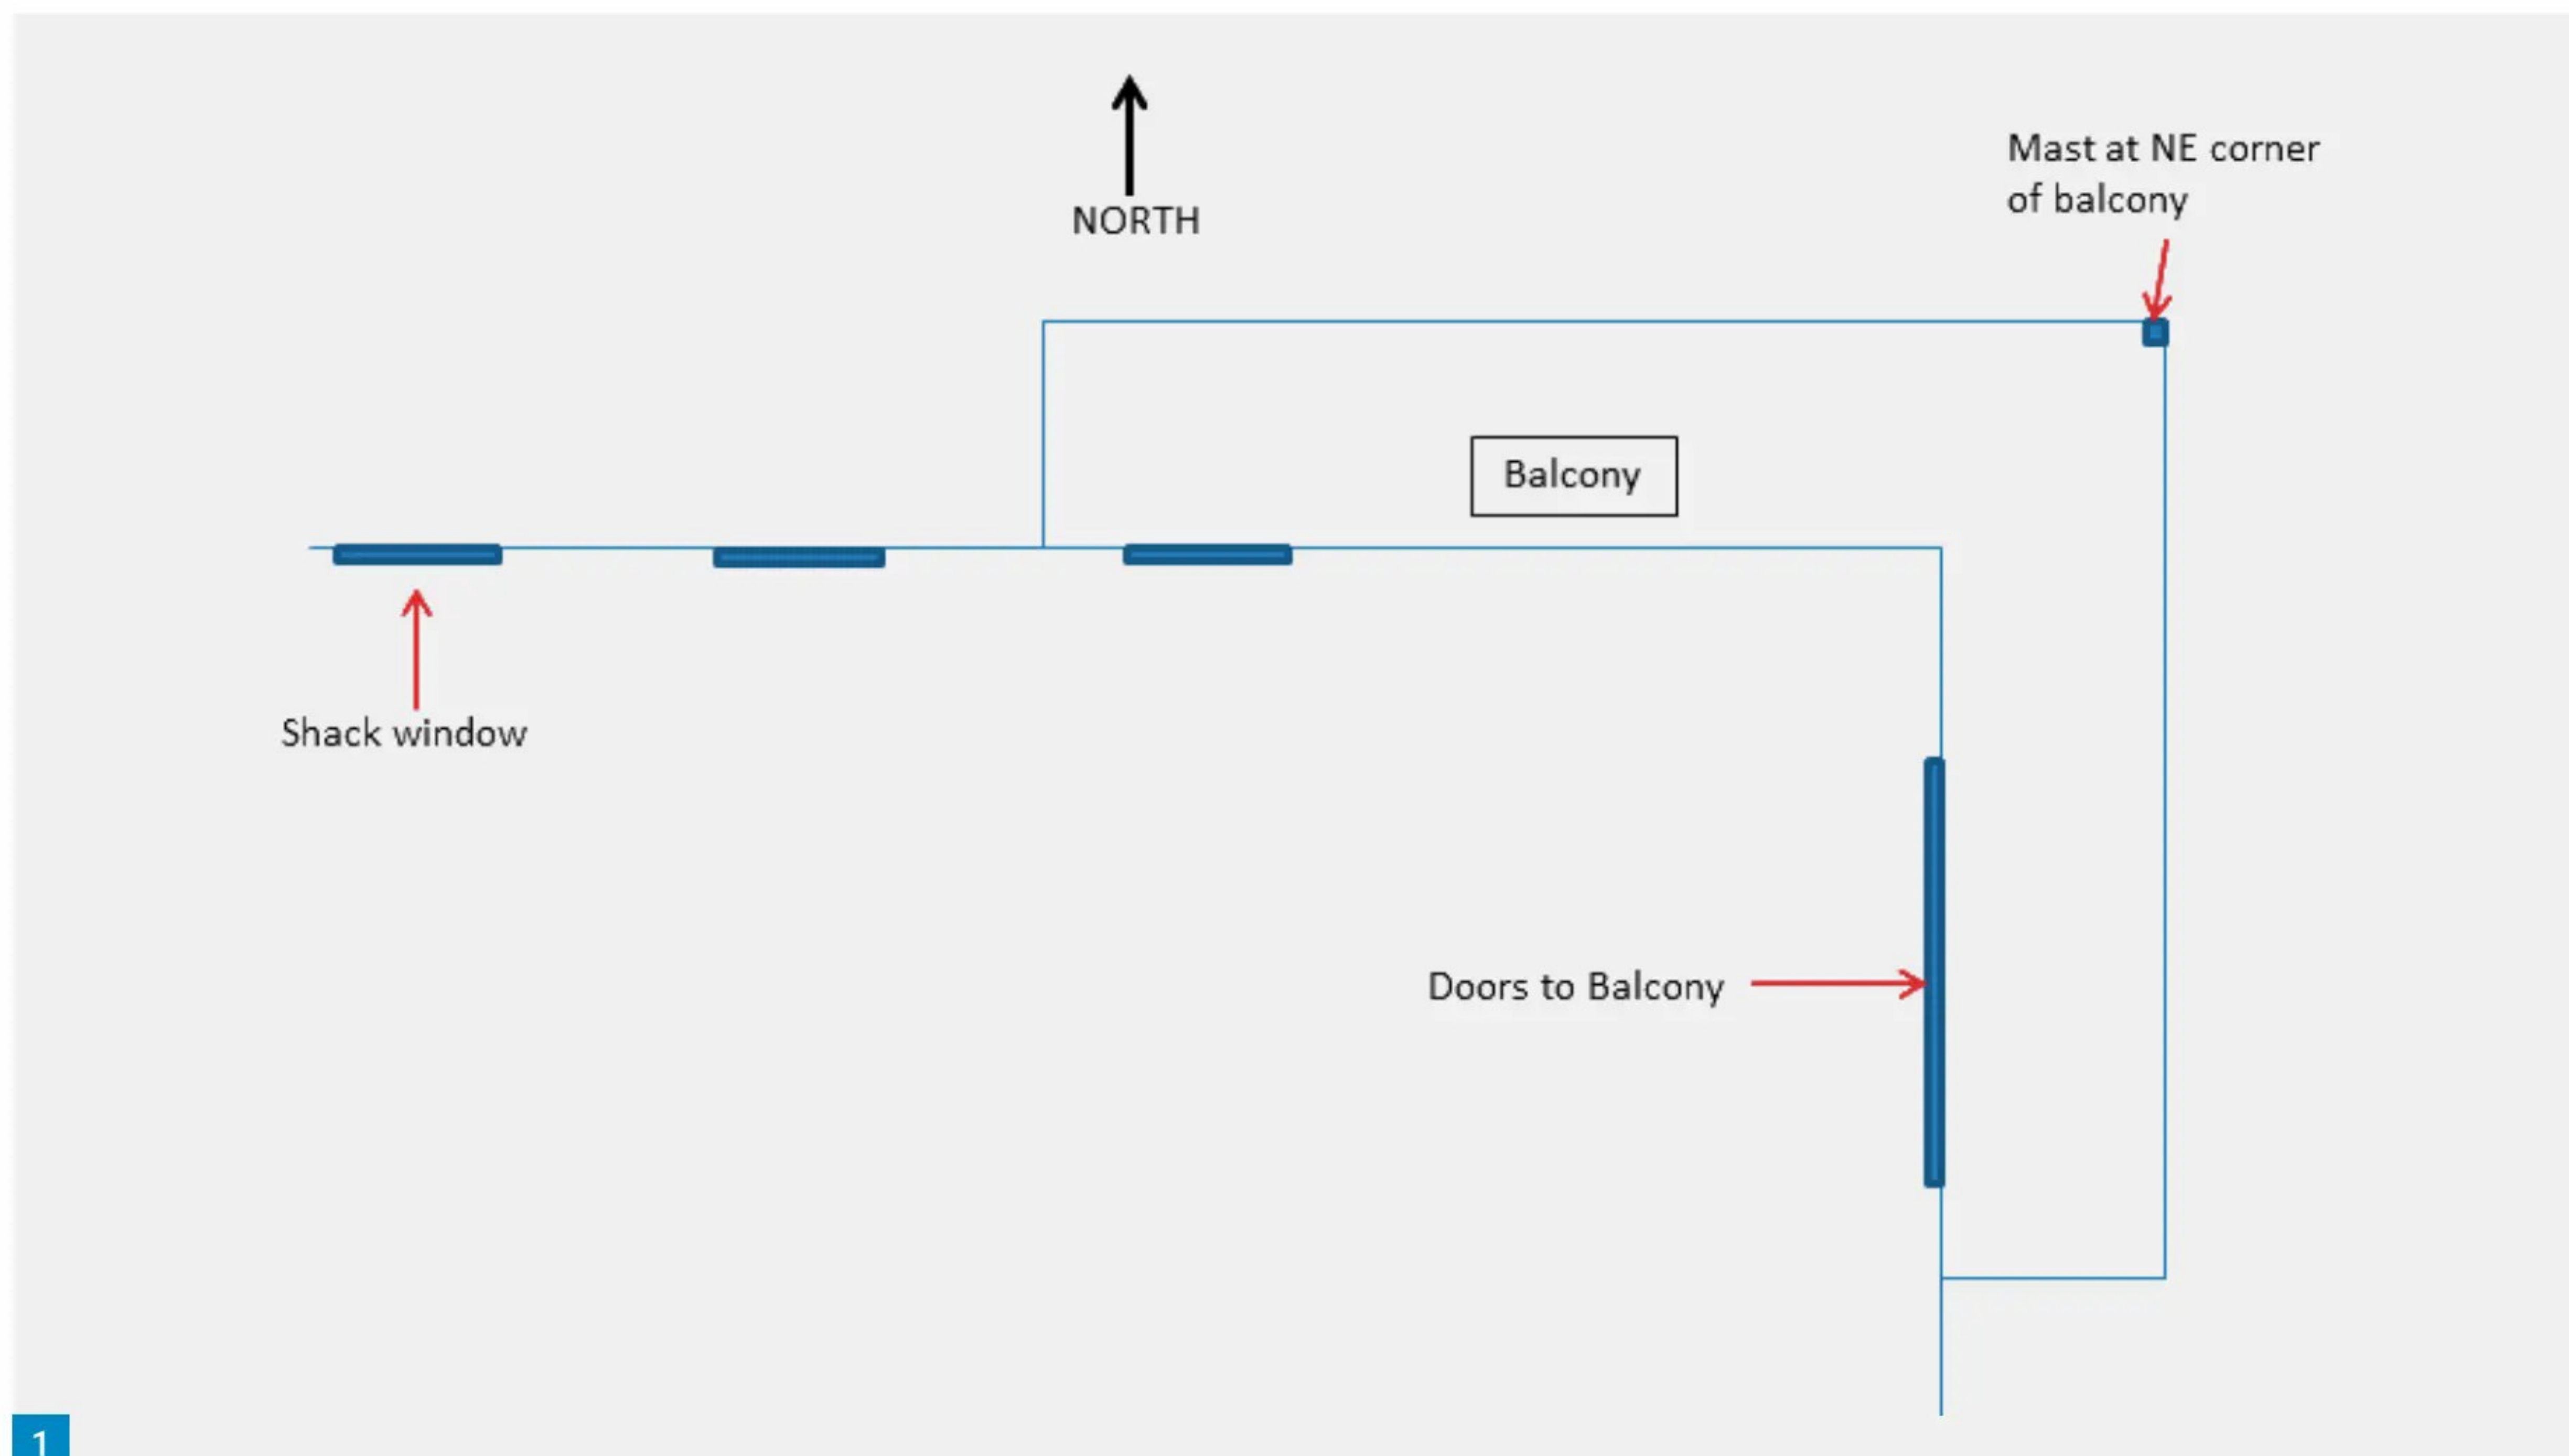 NORTH
Mast at NE corner
of balcony
Balcony
Shack window
Doors to Balcony
1